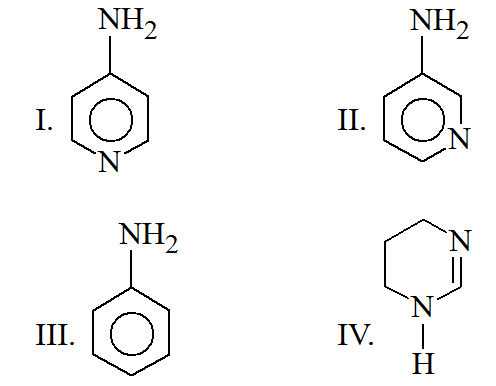 NH₂ NH₂
I. II.
N N
NH₂ N
III. IV.
N
H